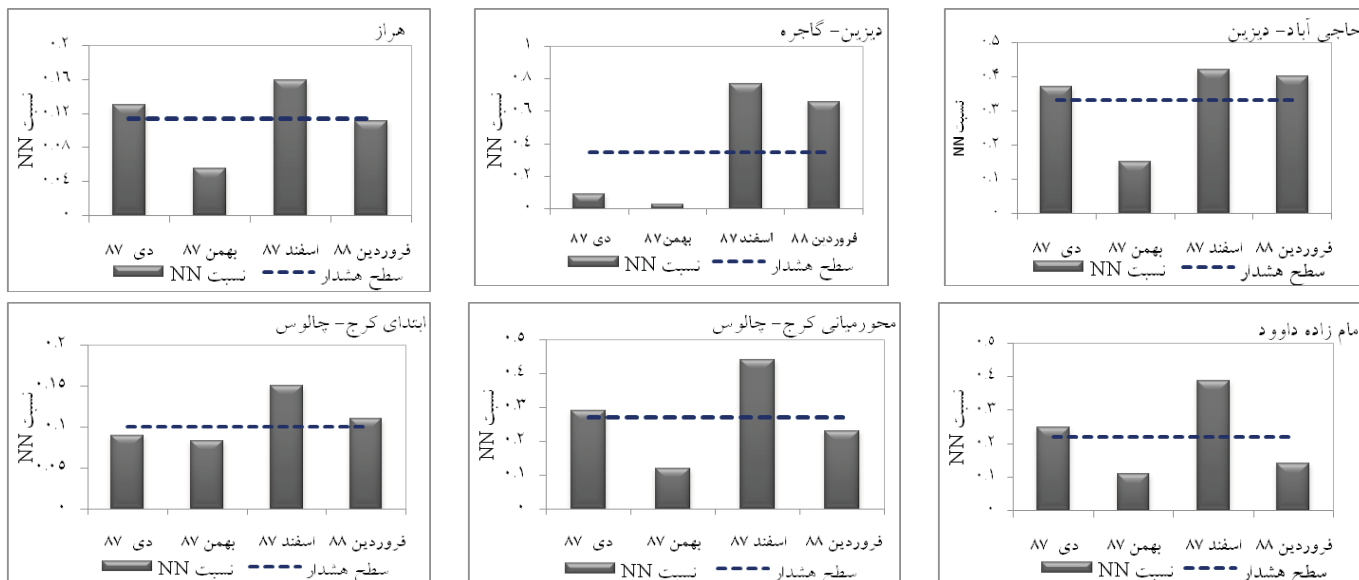 هراز
۰.۲
۰.۱۶
۰.۱۲
۰.۰۸
۰.۰۴
۰
نسبت NN
دی ۸۷ بهمن ۸۷ اسفند ۸۷ فروردین ۸۸
نسبت NN سطح هشدار
دیزین- گاجره
۱
۰.۸
۰.۶
۰.۴
۰.۲
۰
نسبت NN
دی ۸۷ بهمن۸۷ اسفند۸۷ فروردین ۸۸
نسبت NN سطح هشدار
حاجی آباد- دیزین
۰.۵
۰.۴
۰.۳
۰.۲
۰.۱
۰
نسبت NN
دی ۸۷ بهمن ۸۷ اسفند ۸۷ فروردین ۸۸
نسبت NN سطح هشدار
ابتدای کرج- چالوس
۰.۲
۰.۱۵
۰.۱
۰.۰۵
۰
نسبت NN
دی ۸۷ بهمن ۸۷ اسفند ۸۷ فروردین ۸۸
نسبت NN سطح هشدار
محورمیانی کرج- چالوس
۰.۵
۰.۴
۰.۳
۰.۲
۰.۱
۰
نسبت NN
دی ۸۷ بهمن ۸۷ اسفند ۸۷ فروردین ۸۸
نسبت NN سطح هشدار
مام زاده داوود
۰.۵
۰.۴
۰.۳
۰.۲
۰.۱
۰
نسبت NN
دی ۸۷ بهمن ۸۷ اسفند ۸۷ فروردین ۸۸
نسبت NN سطح هشدار